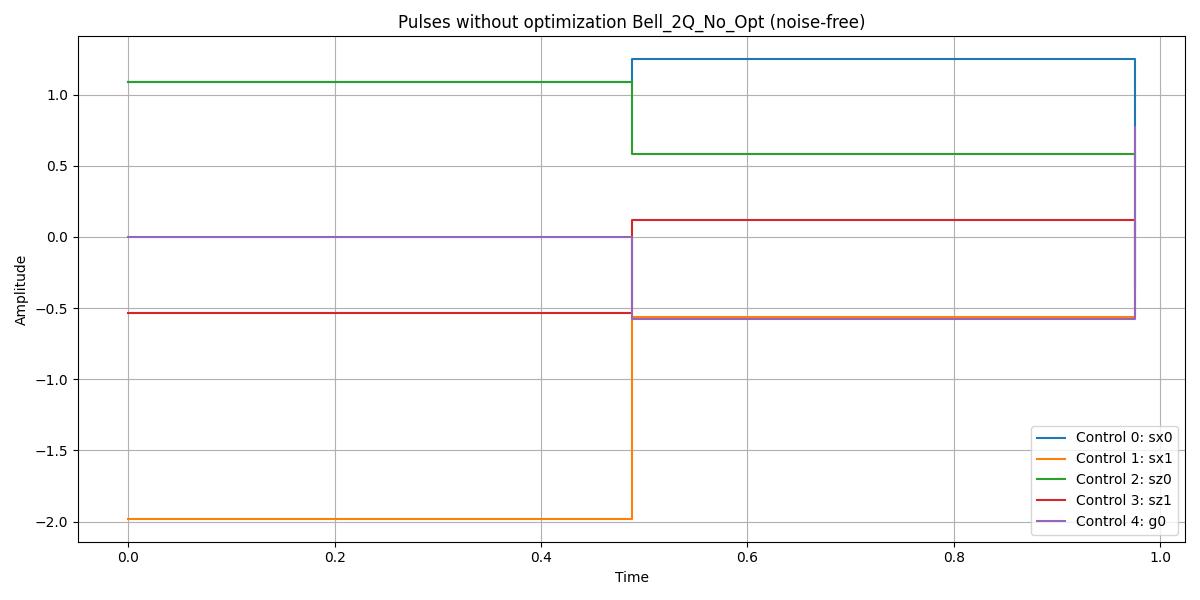 Pulses without optimization Bell_2Q_No_Opt (noise-free)
Amplitude
1.0
0.5
0.0
−0.5
−1.0
−1.5
−2.0
0.0 0.2 0.4 0.6 0.8 1.0
Time
Control 0: sx0
Control 1: sx1
Control 2: sz0
Control 3: sz1
Control 4: g0